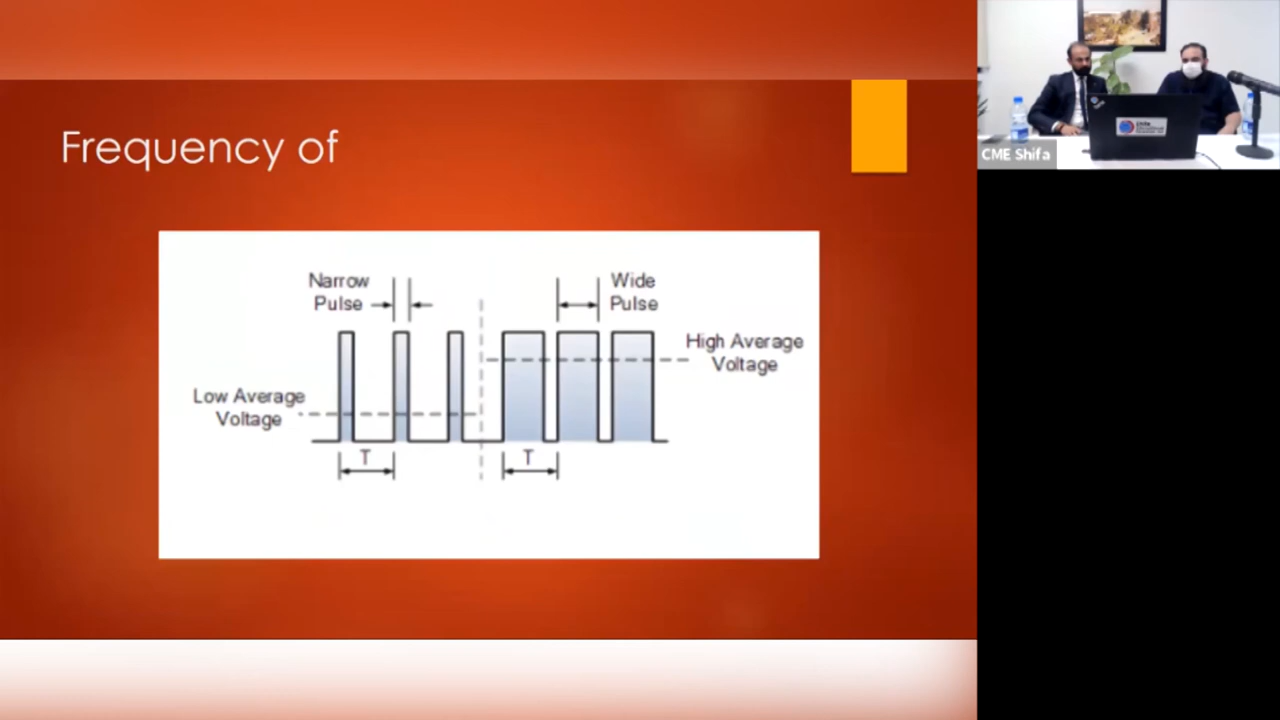 Frequency of
Narrow
Pulse
Wide
Pulse
High Average
Voltage
Low Average
Voltage
T
T
CME Shifa